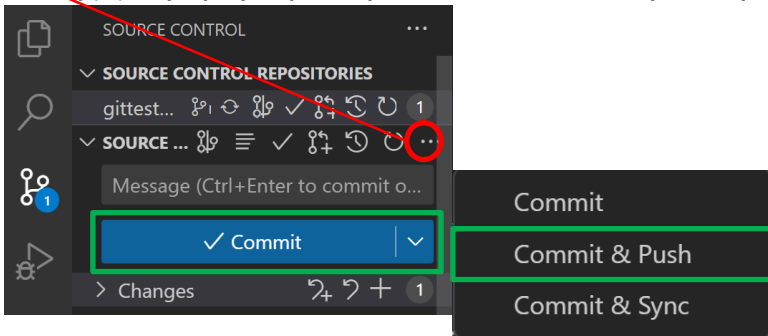 SOURCE CONTROL
SOURCE CONTROL REPOSITORIES
gittest... 1
SOURCE ...
Message (Ctrl+Enter to commit o...
1
Commit
Changes 1
Commit
Commit & Push
Commit & Sync